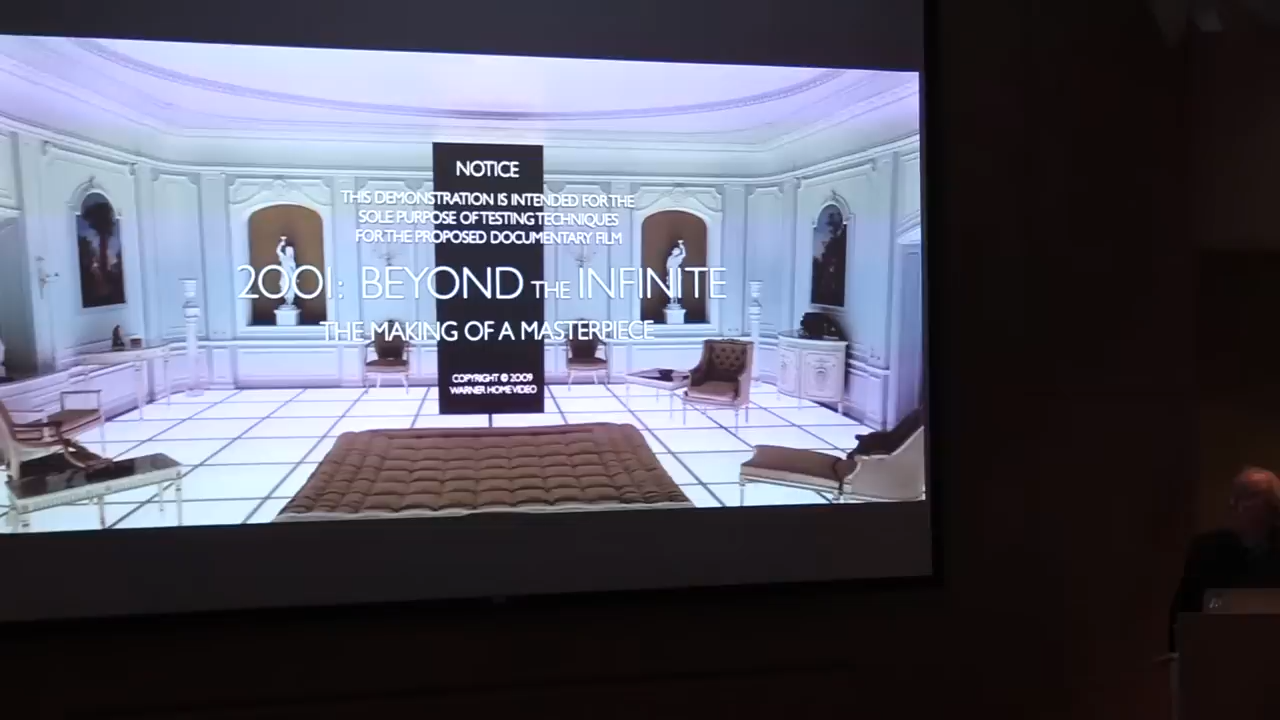 NOTICE
THIS DEMONSTRATION IS INTENDED FOR THE
SOLE PURPOSE OF TESTING TECHNIQUES
FOR THE PROPOSED DOCUMENTARY FILM
2001: BEYOND THE INFINITE
THE MAKING OF A MASTERPIECE
COPYRIGHT © 2009
WARNER HOME VIDEO